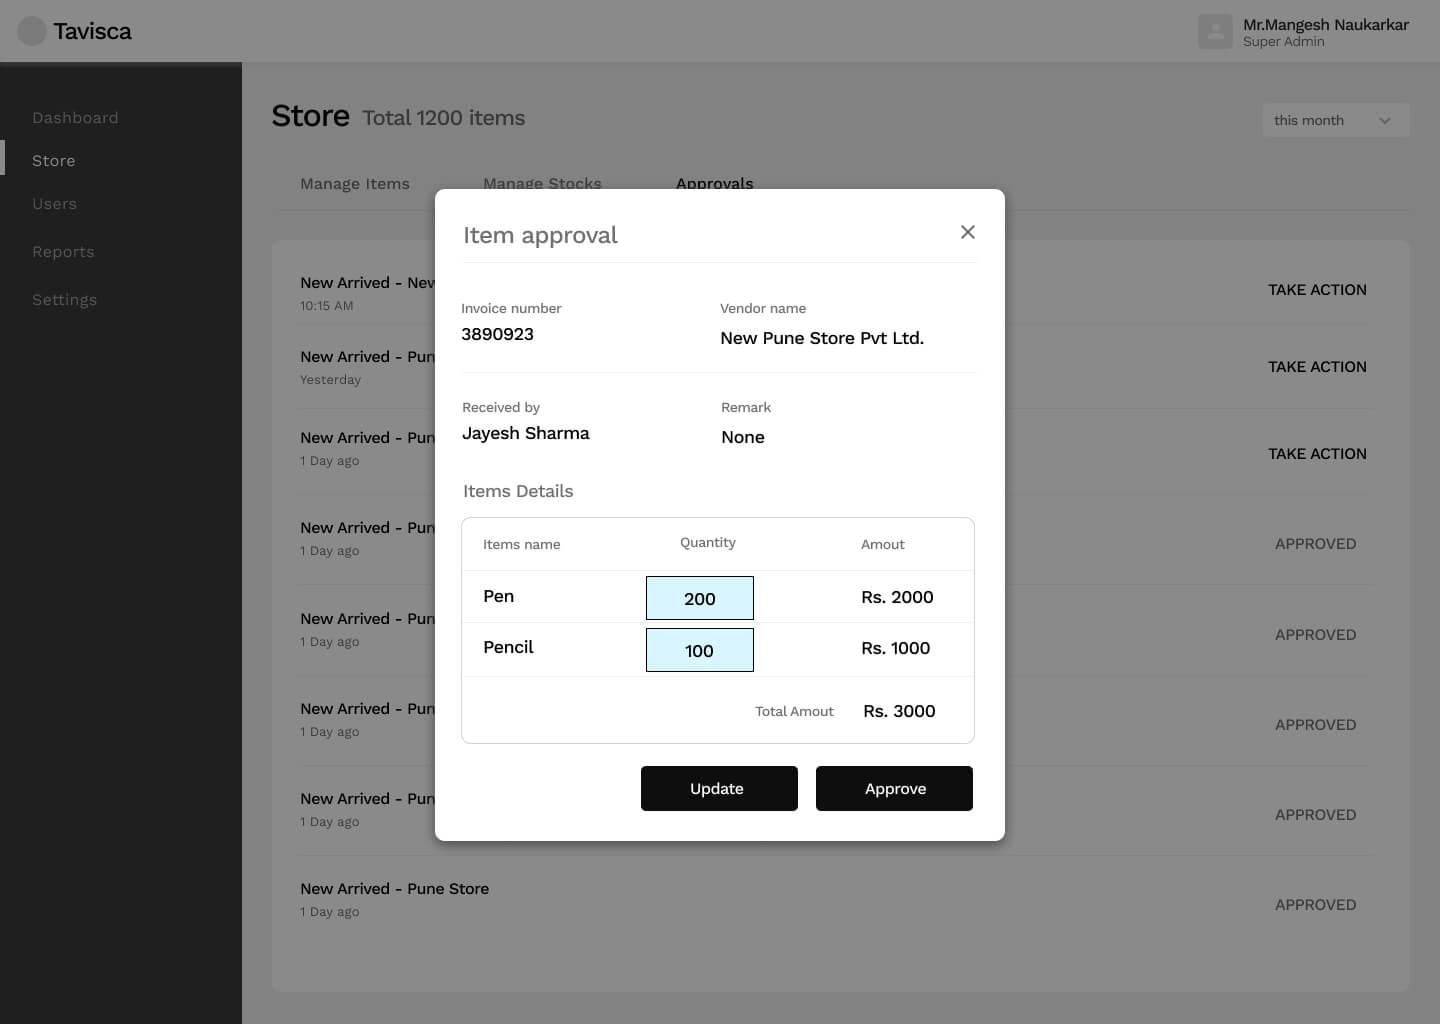 Tavisca
Mr.Mangesh Naukarkar
Super Admin
Dashboard
Store
Users
Reports
Settings
Store Total 1200 items
this month
Manage Items Manage Stocks Approvals
New Arrived - New
10:15 AM
TAKE ACTION
New Arrived - Pun
Yesterday
TAKE ACTION
New Arrived - Pun
1 Day ago
TAKE ACTION
New Arrived - Pun
1 Day ago
APPROVED
New Arrived - Pun
1 Day ago
APPROVED
New Arrived - Pun
1 Day ago
APPROVED
New Arrived - Pun
1 Day ago
APPROVED
New Arrived - Pune Store
1 Day ago
APPROVED
Item approval
Invoice number
3890923
Vendor name
New Pune Store Pvt Ltd.
Received by
Jayesh Sharma
Remark
None
Items Details
Items name Quantity Amout
Pen 200 Rs. 2000
Pencil 100 Rs. 1000
Total Amout Rs. 3000
Update Approve